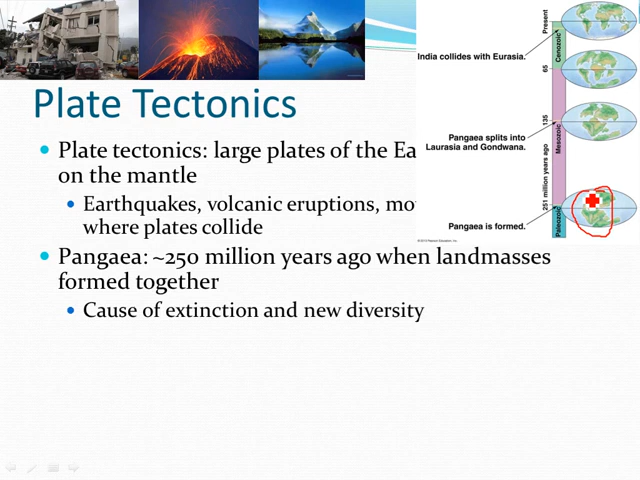 Plate Tectonics
Plate tectonics: large plates of the Ea
on the mantle
Earthquakes, volcanic eruptions,
where plates collide
Pangaea: ~250 million years ago when landmasses
formed together
Cause of extinction and new diversity
Present
Cenozoic
India collides with Eurasia.
65
135
Pangaea splits into
Laurasia and Gondwana.
Mesozoic
251 million years ago
Pangaea is formed.
Paleozoic